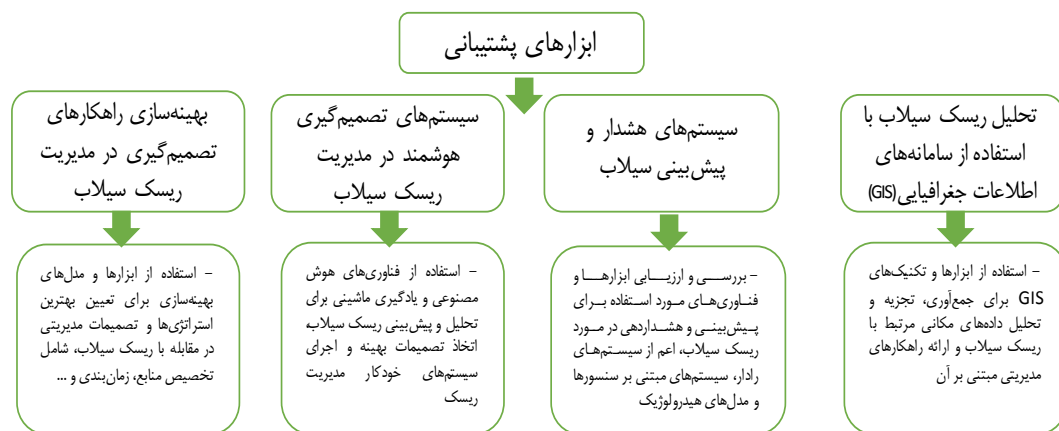 ابزارهای پشتیبانی
تحلیل ریسک سیلاب با
استفاده از سامانه‌های
اطلاعات جغرافیایی(GIS)
سیستم‌های هشدار و
پیش‌بینی سیلاب
سیستم‌های تصمیم‌گیری
هوشمند در مدیریت
ریسک سیلاب
بهینه‌سازی راهکارهای
تصمیم‌گیری در مدیریت
ریسک سیلاب
- استفاده از ابزارها و تکنیک‌های
GIS برای جمع‌آوری، تجزیه و
تحلیل داده‌های مکانی مرتبط با
ریسک سیلاب و ارائه راهکارهای
مدیریتی مبتنی بر آن
- بررسی و ارزیابی ابزارها و
فناوری‌های مورد استفاده برای
پیش‌بینی و هشداردهی در مورد
ریسک سیلاب، اعم از سیستم‌های
رادار، سیستم‌های مبتنی بر سنسورها
و مدل‌های هیدرولوژیک
- استفاده از فناوری‌های هوش
مصنوعی و یادگیری ماشینی برای
تحلیل و پیش‌بینی ریسک سیلاب،
اتخاذ تصمیمات بهینه و اجرای
سیستم‌های خودکار مدیریت
ریسک
- استفاده از ابزارها و مدل‌های
بهینه‌سازی برای تعیین بهترین
استراتژی‌ها و تصمیمات مدیریتی
در مقابله با ریسک سیلاب، شامل
تخصیص منابع، زمان‌بندی و ...